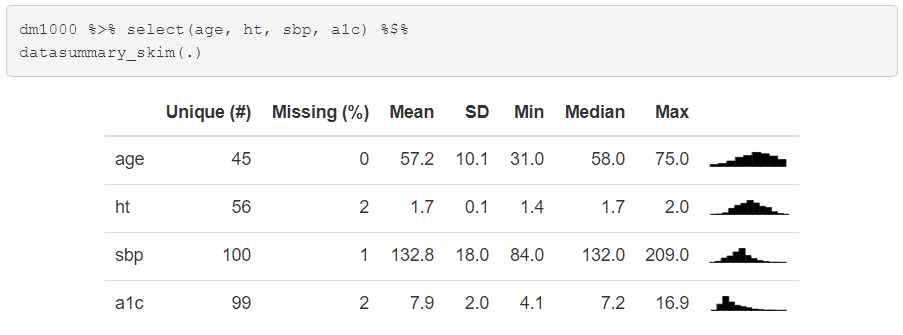 dm1000 %>% select(age, ht, sbp, a1c) %$%
datasummary_skim(.)
Unique (#) Missing (%) Mean SD Min Median Max
age 45 0 57.2 10.1 31.0 58.0 75.0
ht 56 2 1.7 0.1 1.4 1.7 2.0
sbp 100 1 132.8 18.0 84.0 132.0 209.0
a1c 99 2 7.9 2.0 4.1 7.2 16.9